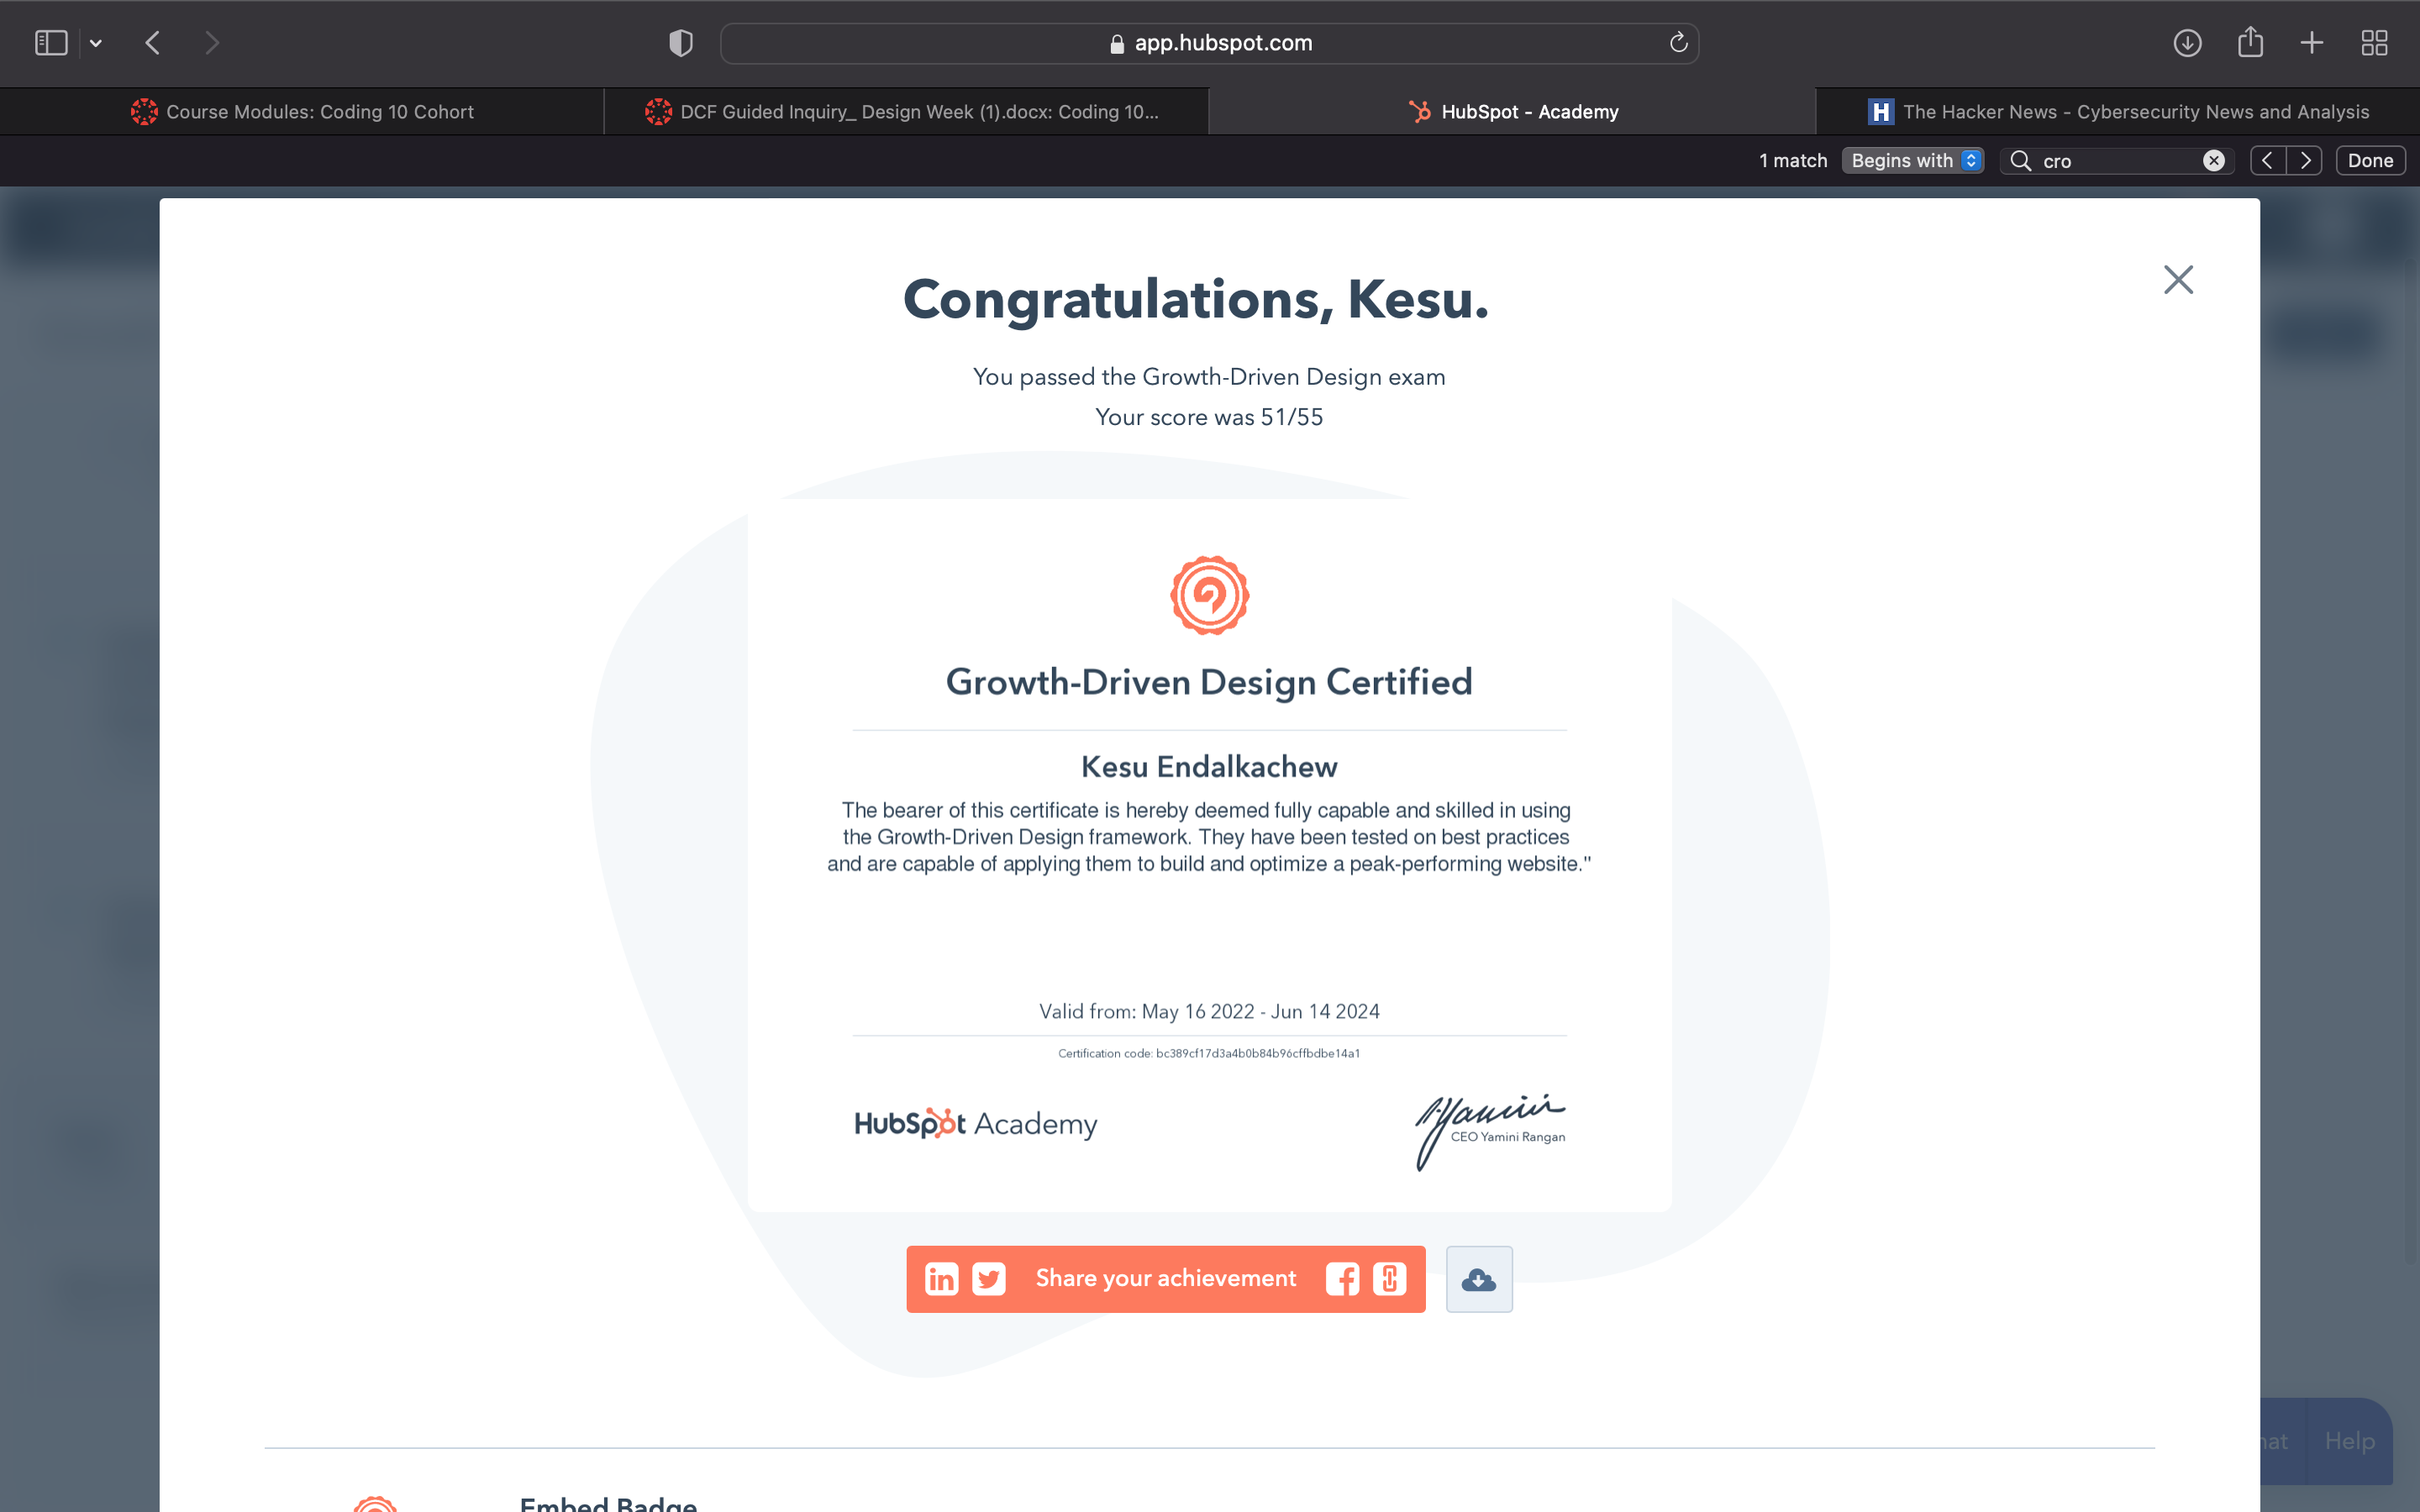 app.hubspot.com
Course Modules: Coding 10 Cohort
DCF Guided Inquiry_ Design Week (1).docx: Coding 10...
HubSpot - Academy
The Hacker News - Cybersecurity News and Analysis
1 match
Begins with
cro
Done
Congratulations, Kesu.
You passed the Growth-Driven Design exam
Your score was 51/55
Growth-Driven Design Certified
Kesu Endalkachew
The bearer of this certificate is hereby deemed fully capable and skilled in using
the Growth-Driven Design framework. They have been tested on best practices
and are capable of applying them to build and optimize a peak-performing website."
Valid from: May 16 2022 - Jun 14 2024
Certification code: bc389cf17d3a4b0b84b96cffbdbe14a1
HubSpot Academy
CEO Yamini Rangan
Share your achievement
Help
Embed Badge